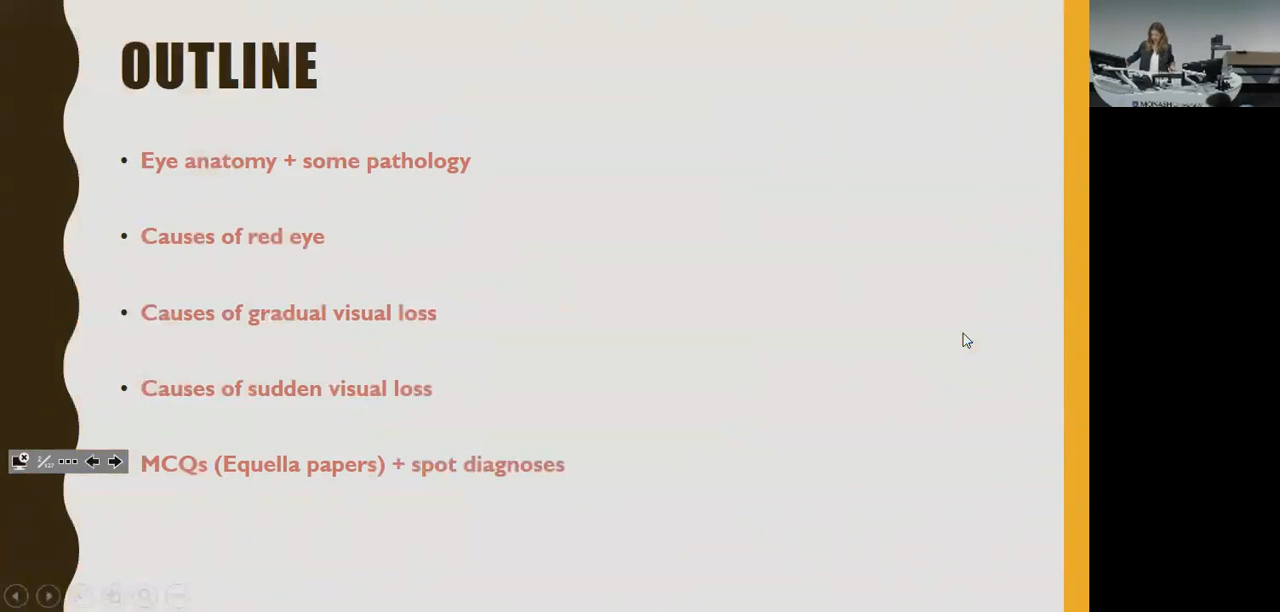 OUTLINE
• Eye anatomy + some pathology
• Causes of red eye
• Causes of gradual visual loss
• Causes of sudden visual loss
MCQs (Equella papers) + spot diagnoses
MONASH